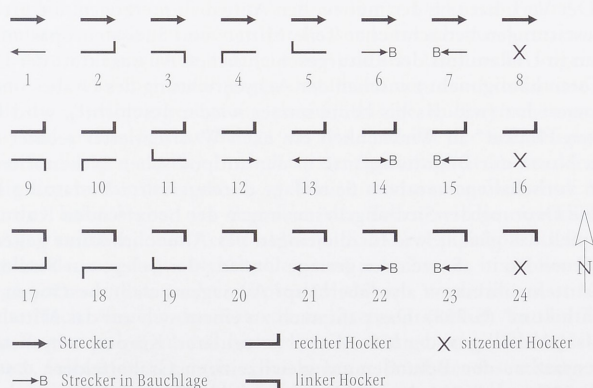 B B X
1 2 3 4 5 6 7 8
B B X
9 10 11 12 13 14 15 16
B B X
N
17 18 19 20 21 22 23 24
Strecker rechter Hocker X sitzender Hocker
B Strecker in Bauchlage linker Hocker